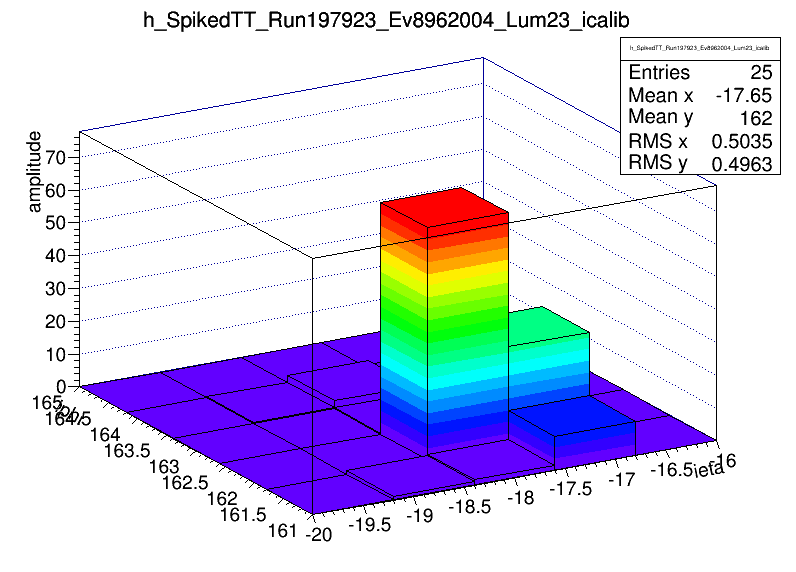 h_SpikedTT_Run197923_Ev8962004_Lum23_icalib
h_SpikedTT_Run197923_Ev8962004_Lum23_icalib
Entries 25
Mean x -17.65
Mean y 162
RMS x 0.5035
RMS y 0.4963
amplitude
70
60
50
40
30
20
10
0
165
164.5
164
163.5
163
162.5
162
161.5
161
-20
-19.5
-19
-18.5
-18
-17.5
-17
-16.5
-16
ieta